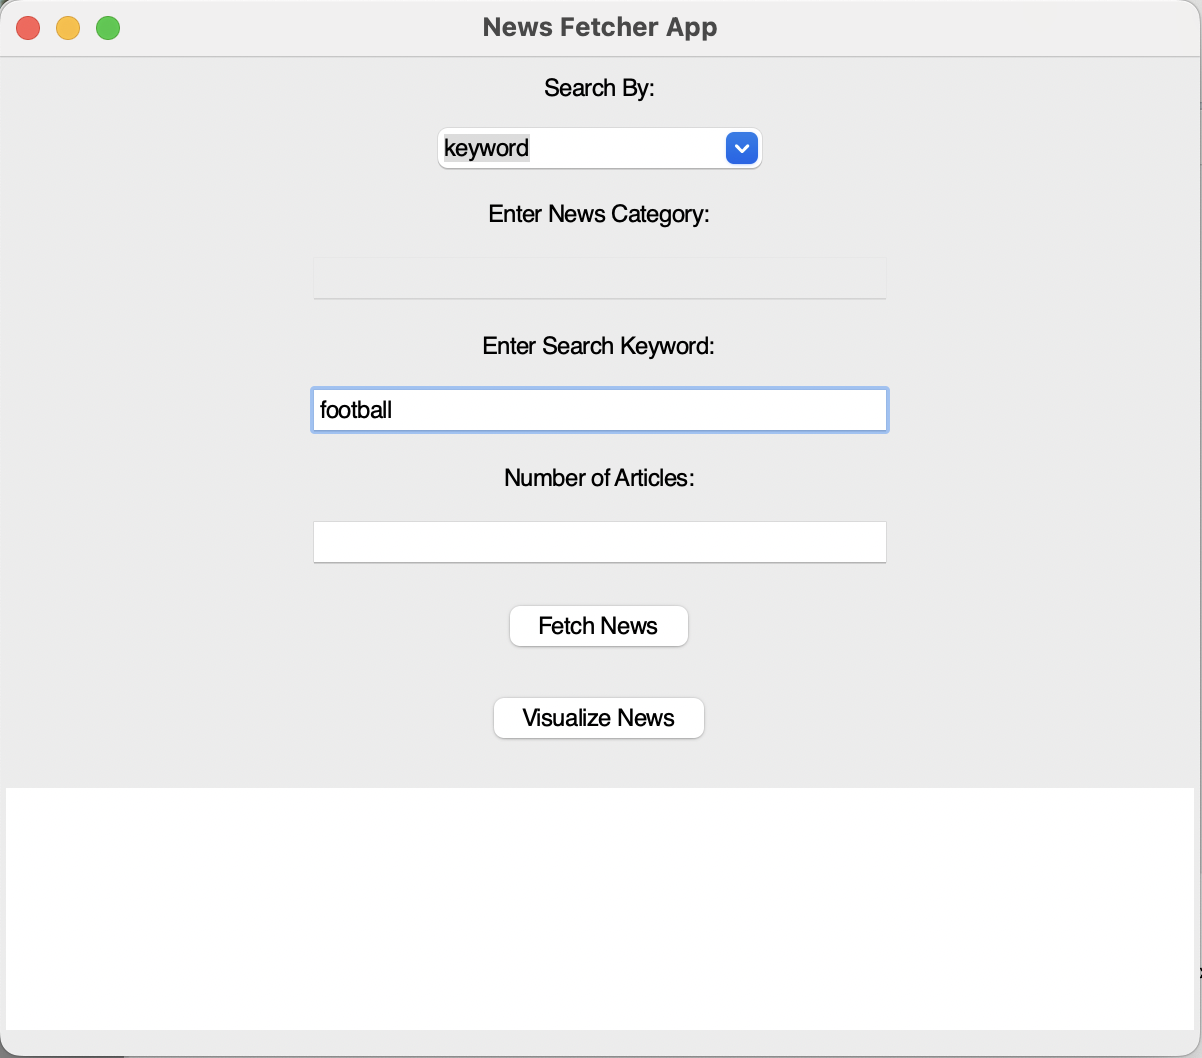 News Fetcher App
Search By:
keyword
Enter News Category:
Enter Search Keyword:
football
Number of Articles:
Fetch News
Visualize News